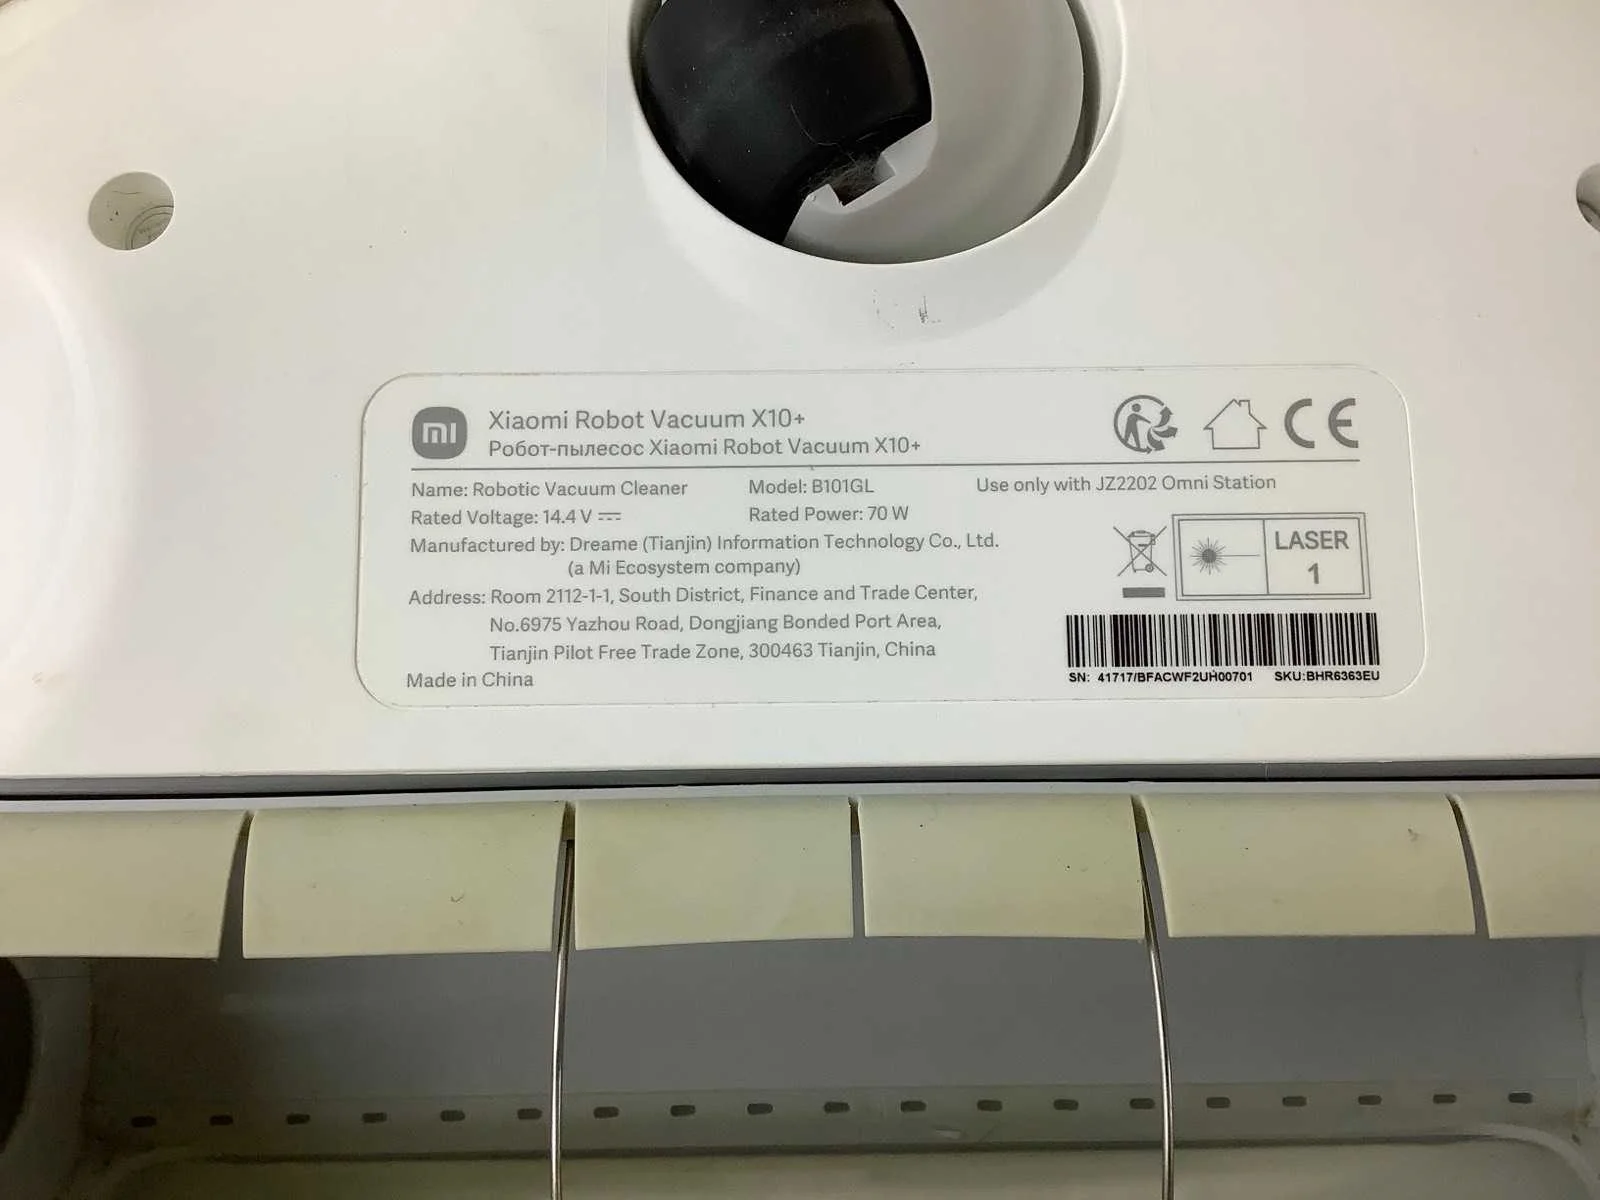 mi
Xiaomi Robot Vacuum X10+
Робот-пылесос Xiaomi Robot Vacuum X10+
CE
Name: Robotic Vacuum Cleaner Model: B101GL Use only with JZ2202 Omni Station
Rated Voltage: 14.4 V ⎓ Rated Power: 70 W
Manufactured by: Dreame (Tianjin) Information Technology Co., Ltd.
(a Mi Ecosystem company)
LASER
1
Address: Room 2112-1-1, South District, Finance and Trade Center,
No.6975 Yazhou Road, Dongjiang Bonded Port Area,
Tianjin Pilot Free Trade Zone, 300463 Tianjin, China
Made in China
SN: 41717/BFACWF2UH00701 SKU:BHR6363EU